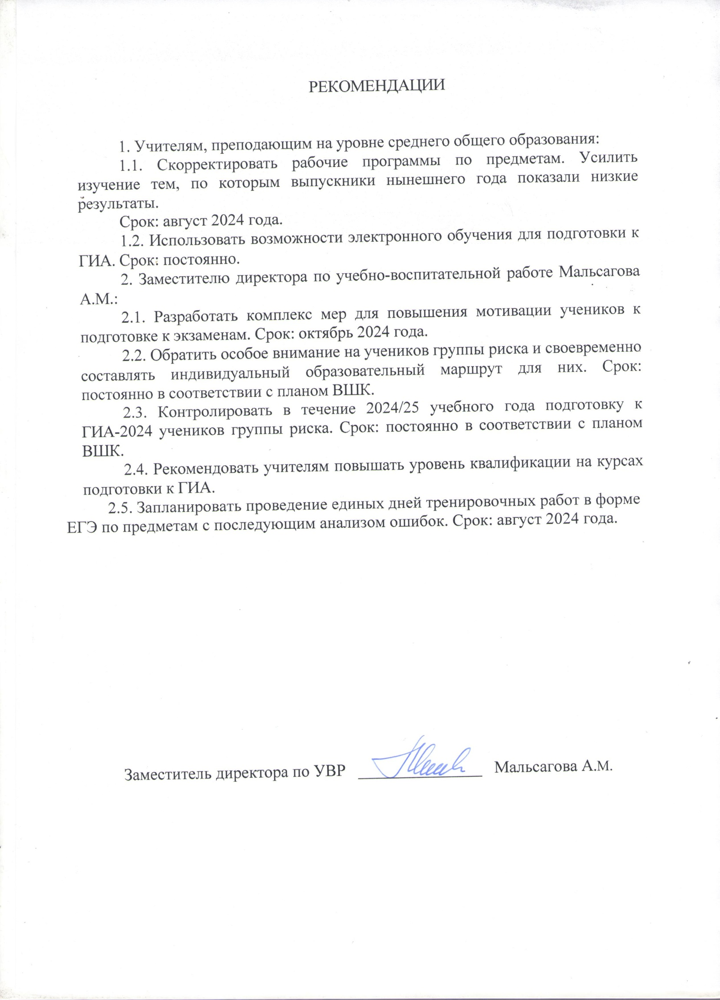 РЕКОМЕНДАЦИИ
1. Учителям, преподающим на уровне среднего общего образования:
1.1. Скорректировать рабочие программы по предметам. Усилить
изучение тем, по которым выпускники нынешнего года показали низкие
результаты.
Срок: август 2024 года.
1.2. Использовать возможности электронного обучения для подготовки к
ГИА. Срок: постоянно.
2. Заместителю директора по учебно-воспитательной работе Мальсагова
А.М.:
2.1. Разработать комплекс мер для повышения мотивации учеников к
подготовке к экзаменам. Срок: октябрь 2024 года.
2.2. Обратить особое внимание на учеников группы риска и своевременно
составлять индивидуальный образовательный маршрут для них. Срок:
постоянно в соответствии с планом ВШК.
2.3. Контролировать в течение 2024/25 учебного года подготовку к
ГИА-2024 учеников группы риска. Срок: постоянно в соответствии с планом
ВШК.
2.4. Рекомендовать учителям повышать уровень квалификации на курсах
подготовки к ГИА.
2.5. Запланировать проведение единых дней тренировочных работ в форме
ЕГЭ по предметам с последующим анализом ошибок. Срок: август 2024 года.
Заместитель директора по УВР Мальсагова А.М.